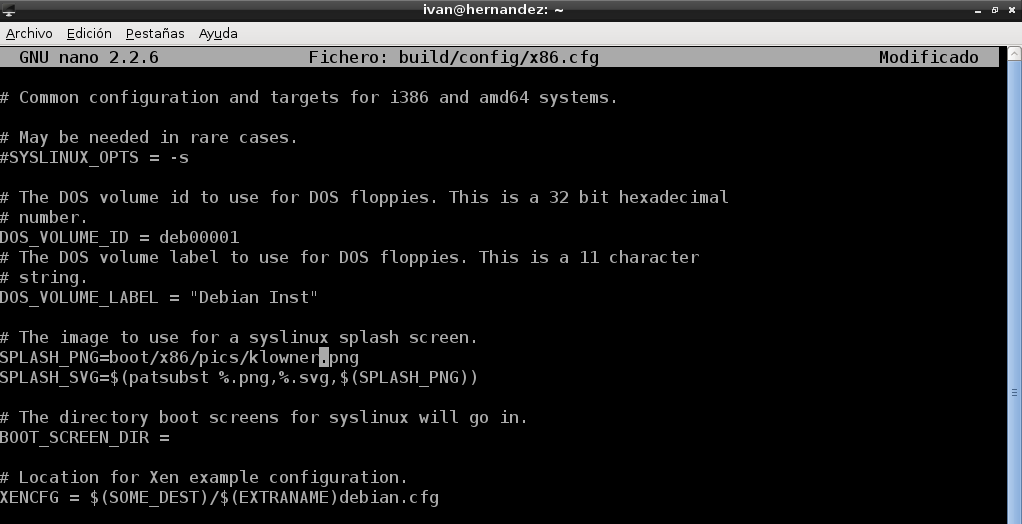 ivan@hernandez: ~
Archivo Edición Pestañas Ayuda
GNU nano 2.2.6 Fichero: build/config/x86.cfg Modificado
# Common configuration and targets for i386 and amd64 systems.
# May be needed in rare cases.
#SYSLINUX_OPTS = -s
# The DOS volume id to use for DOS floppies. This is a 32 bit hexadecimal
# number.
DOS_VOLUME_ID = deb00001
# The DOS volume label to use for DOS floppies. This is a 11 character
# string.
DOS_VOLUME_LABEL = "Debian Inst"
# The image to use for a syslinux splash screen.
SPLASH_PNG=boot/x86/pics/klowner.png
SPLASH_SVG=$(patsubst %.png,%.svg,$(SPLASH_PNG))
# The directory boot screens for syslinux will go in.
BOOT_SCREEN_DIR =
# Location for Xen example configuration.
XENCFG = $(SOME_DEST)/$(EXTRANAME)debian.cfg